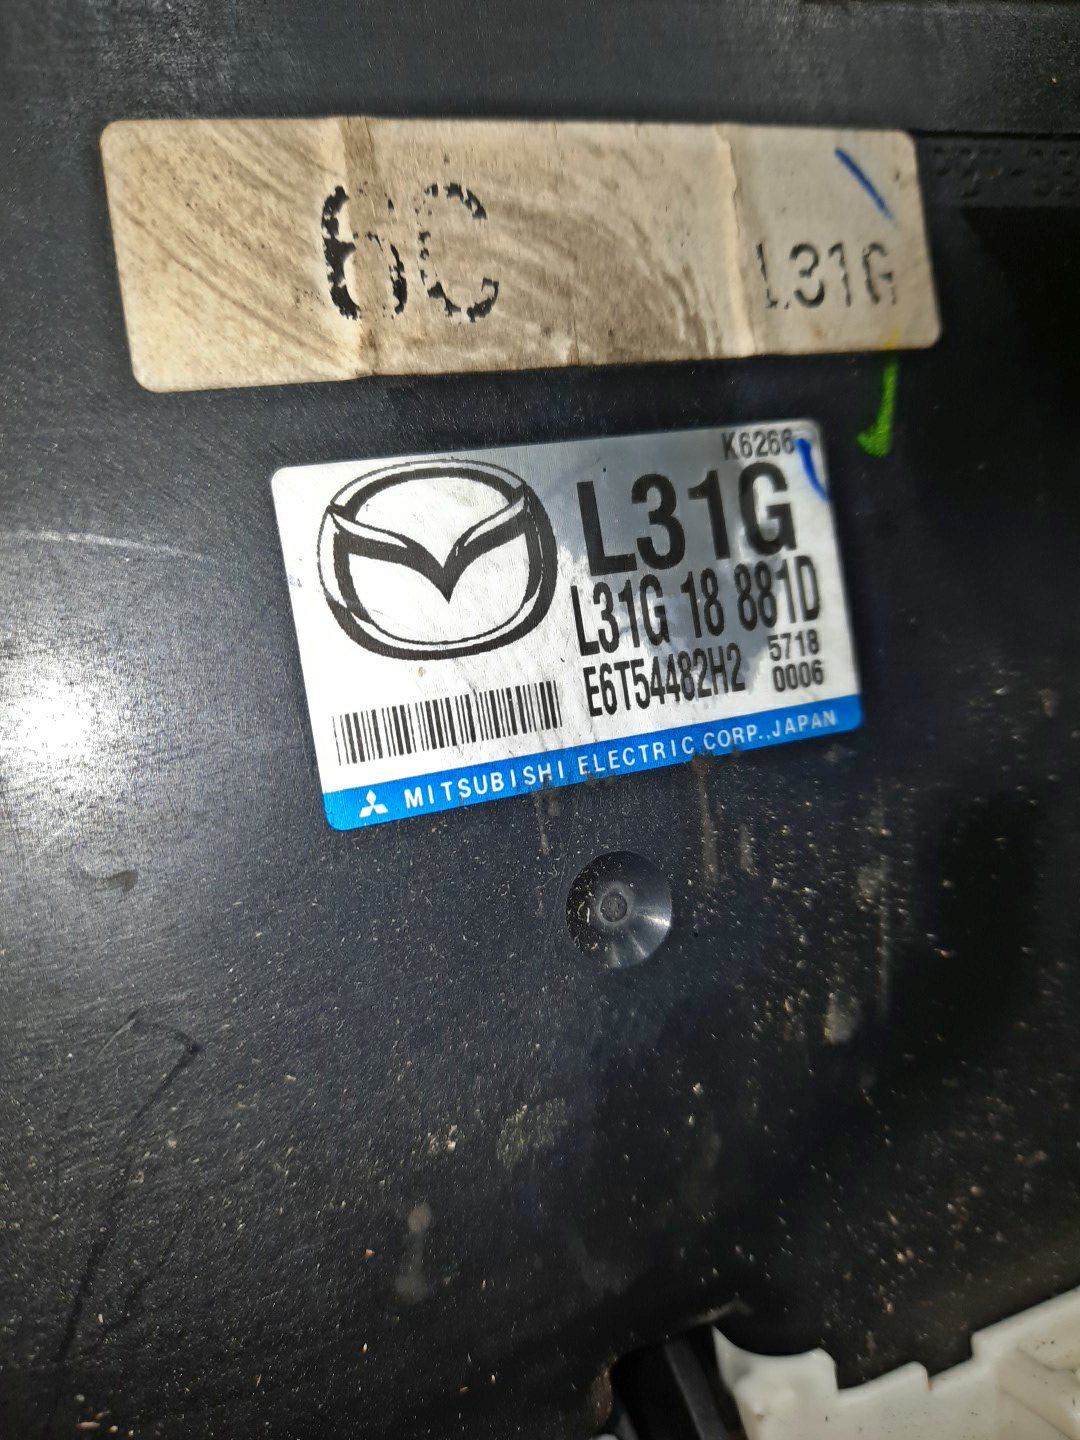 6C
L31G
K6266
L31G
L31G 18 881D
E6T54482H2
5718
0006
MITSUBISHI ELECTRIC CORP.,JAPAN